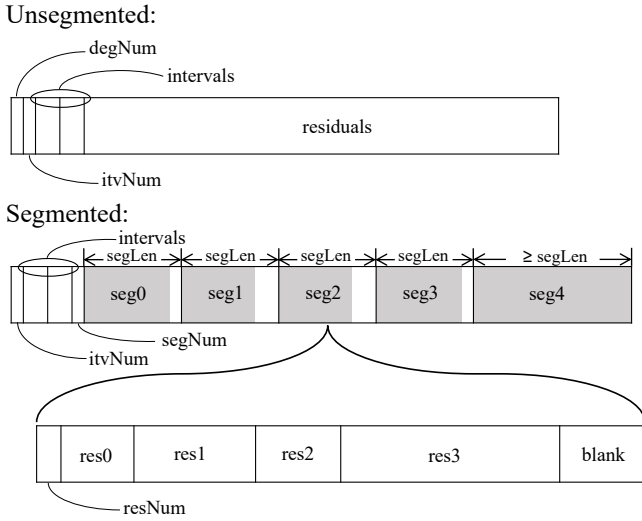 Unsegmented:
degNum
intervals
residuals
itvNum
Segmented:
intervals
segLen segLen segLen segLen ≥ segLen
seg0 seg1 seg2 seg3 seg4
segNum
itvNum
res0 res1 res2 res3 blank
resNum